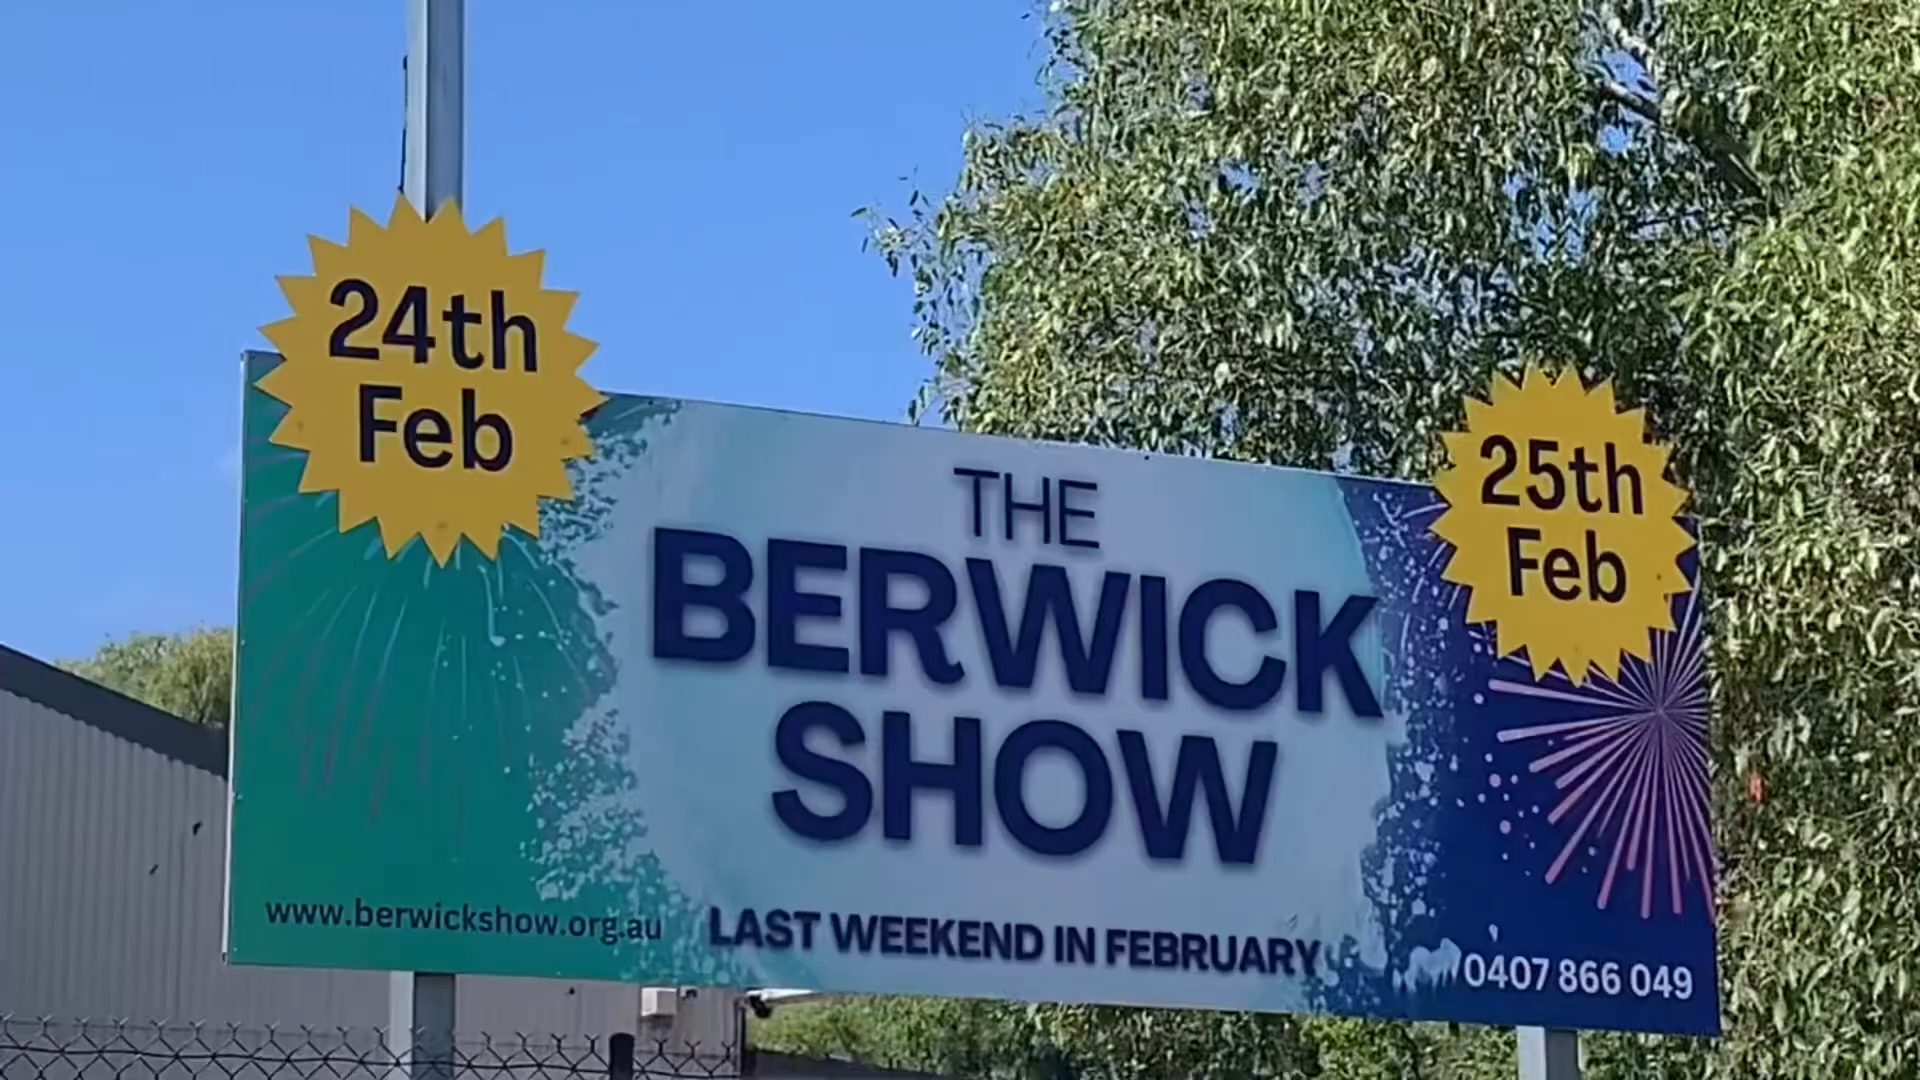 24th
Feb
25th
Feb
THE
BERWICK
SHOW
LAST WEEKEND IN FEBRUARY
www.berwickshow.org.au
0407 866 049